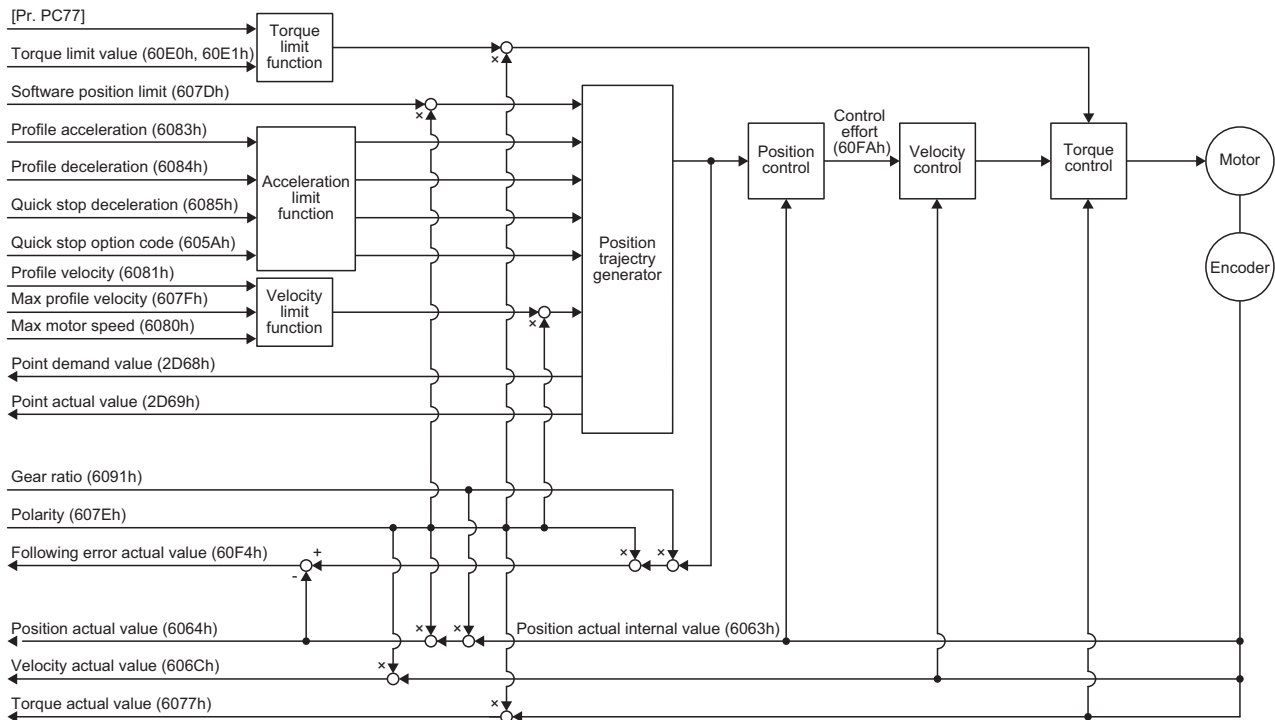 [Pr. PC77]
Torque limit value (60E0h, 60E1h)
Torque
limit
function
Software position limit (607Dh)
×
×
Profile acceleration (6083h)
Profile deceleration (6084h)
Quick stop deceleration (6085h)
Quick stop option code (605Ah)
Acceleration
limit
function
Profile velocity (6081h)
Max profile velocity (607Fh)
Max motor speed (6080h)
Velocity
limit
function
×
Position
trajectry
generator
Position
control
Control
effort
(60FAh)
Velocity
control
Torque
control
Motor
Encoder
Point demand value (2D68h)
Point actual value (2D69h)
Gear ratio (6091h)
Polarity (607Eh)
Following error actual value (60F4h)
+
-
×
×
Position actual value (6064h)
×
×
Position actual internal value (6063h)
Velocity actual value (606Ch)
×
Torque actual value (6077h)
×